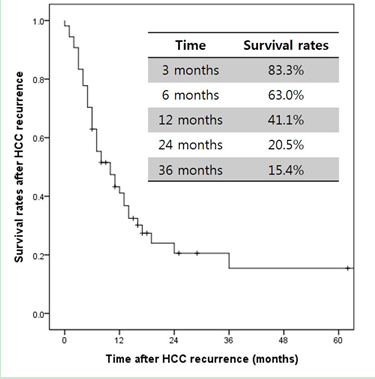 Time Survival rates
3 months 83.3%
6 months 63.0%
12 months 41.1%
24 months 20.5%
36 months 15.4%
Survival rates after HCC recurrence
1.0
0.8
0.6
0.4
0.2
0.0
0 12 24 36 48 60
Time after HCC recurrence (months)